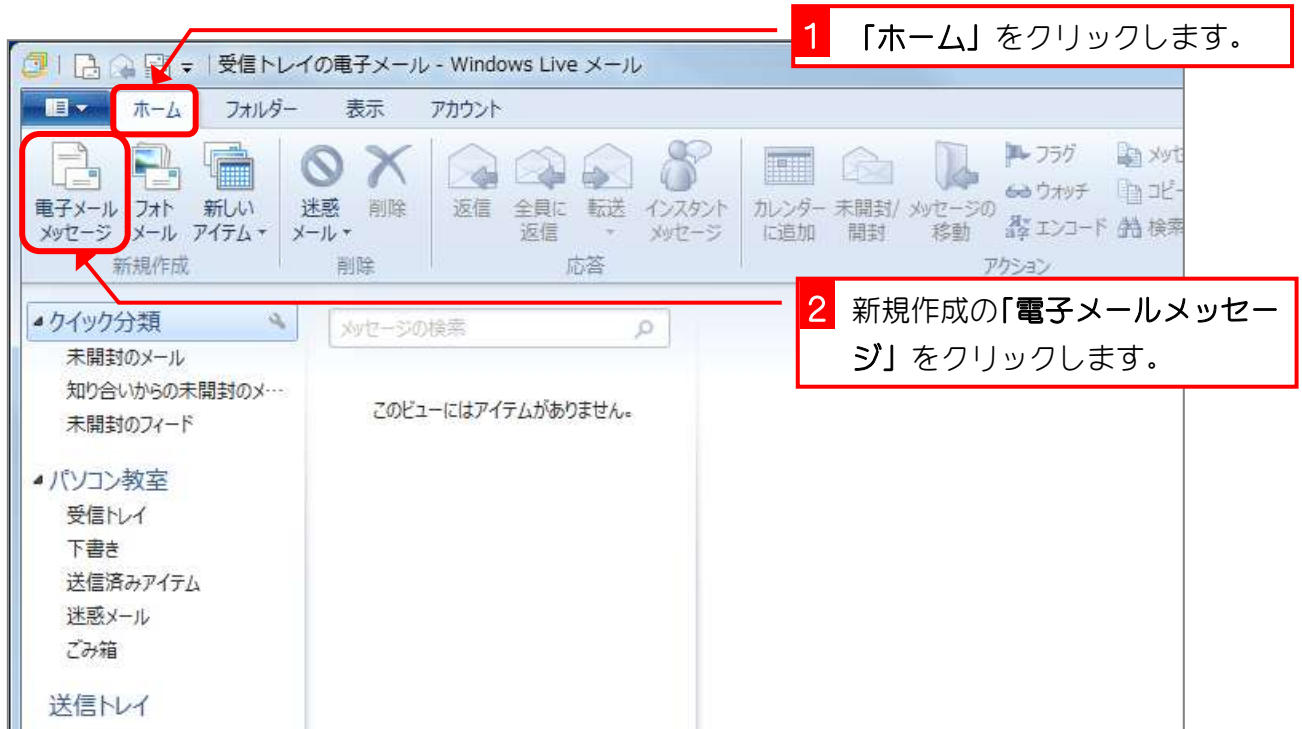 1 「ホーム」をクリックします。
受信トレイの電子メール - Windows Live メール
ホーム フォルダー 表示 アカウント
電子メール メッセージ
フォト メール
新しい アイテム
迷惑 メール
削除
返信
全員に 返信
転送
インスタント メッセージ
カレンダー に追加
未開封/ 開封
メッセージの 移動
フラグ
ウォッチ
エンコード
メッセ
コピー
検索
新規作成 削除 応答 アクション
2 新規作成の「電子メールメッセー
ジ」をクリックします。
クイック分類
メッセージの検索
未開封のメール
知り合いからの未開封のメ…
未開封のフィード
このビューにはアイテムがありません。
パソコン教室
受信トレイ
下書き
送信済みアイテム
迷惑メール
ごみ箱
送信トレイ